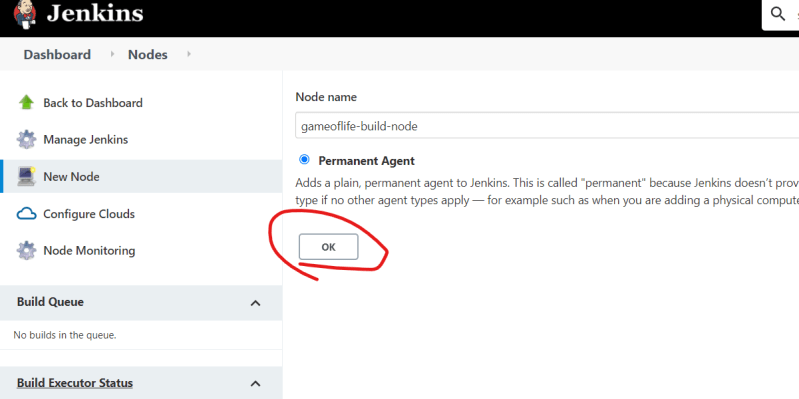 Jenkins
Dashboard
Nodes
Back to Dashboard
Manage Jenkins
New Node
Configure Clouds
Node Monitoring
Build Queue
No builds in the queue.
Build Executor Status
Node name
gameoflife-build-node
Permanent Agent
Adds a plain, permanent agent to Jenkins. This is called "permanent" because Jenkins doesn't
type if no other agent types apply — for example such as when you are adding a physical
OK